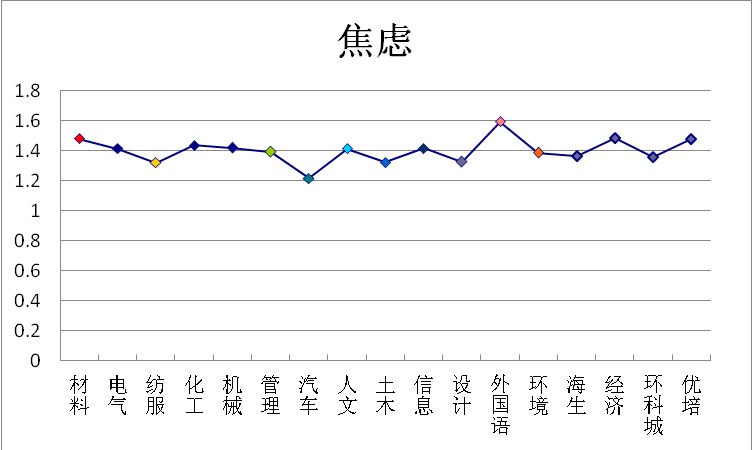 焦虑
1.8
1.6
1.4
1.2
1
0.8
0.6
0.4
0.2
0
材料
电气
纺服
化工
机械
管理
汽车
人文
土木
信息
设计
外国语
环境
海生
经济
环科城
优培